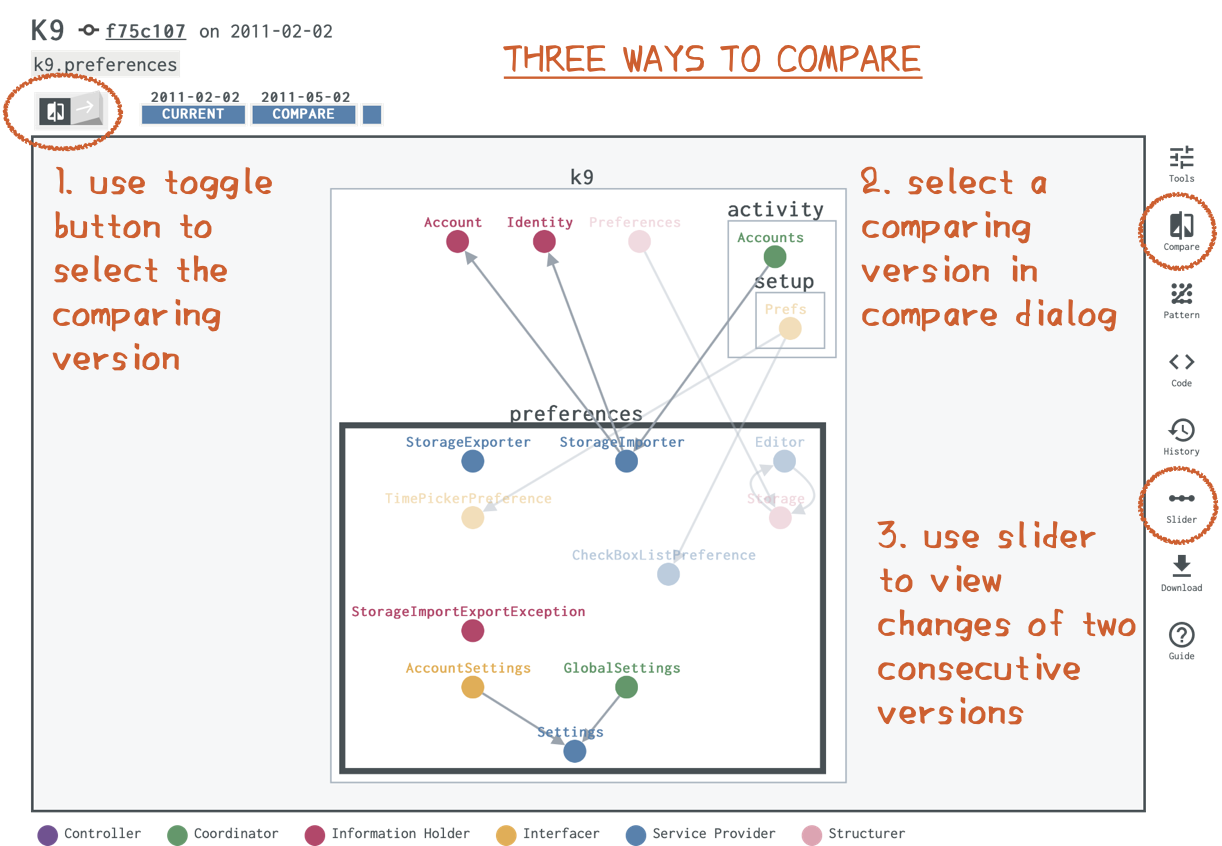 K9 f75c107 on 2011-02-02
THREE WAYS TO COMPARE
k9.preferences
2011-02-02 2011-05-02
CURRENT COMPARE
1. use toggle
button to
select the
comparing
version
k9
Account Identity Preferences
activity
Accounts
setup
Prefs
2. select a
comparing
version in
compare dialog
preferences
StorageExporter StorageImporter Editor
TimePickerPreference Storage
CheckBoxListPreference
StorageImportExportException
AccountSettings GlobalSettings
Settings
3. use slider
to view
changes of two
consecutive
versions
Tools
Compare
Pattern
Code
History
Slider
Download
Guide
Controller Coordinator Information Holder Interfacer Service Provider Structurer